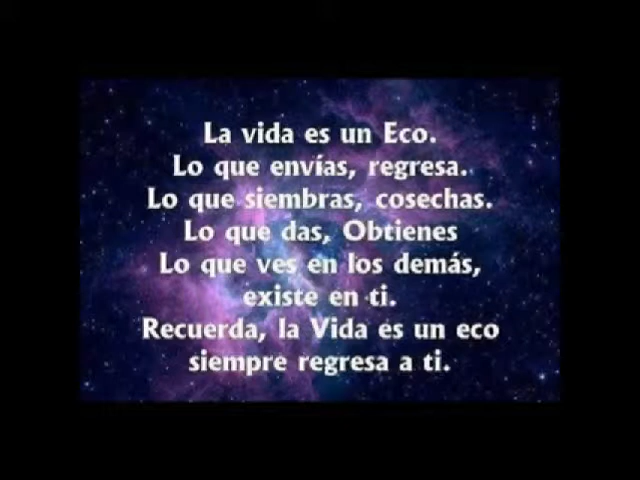 La vida es un Eco.
Lo que envías, regresa.
Lo que siembras, cosechas.
Lo que das, Obtienes
Lo que ves en los demás,
existe en ti.
Recuerda, la Vida es un eco
siempre regresa a ti.